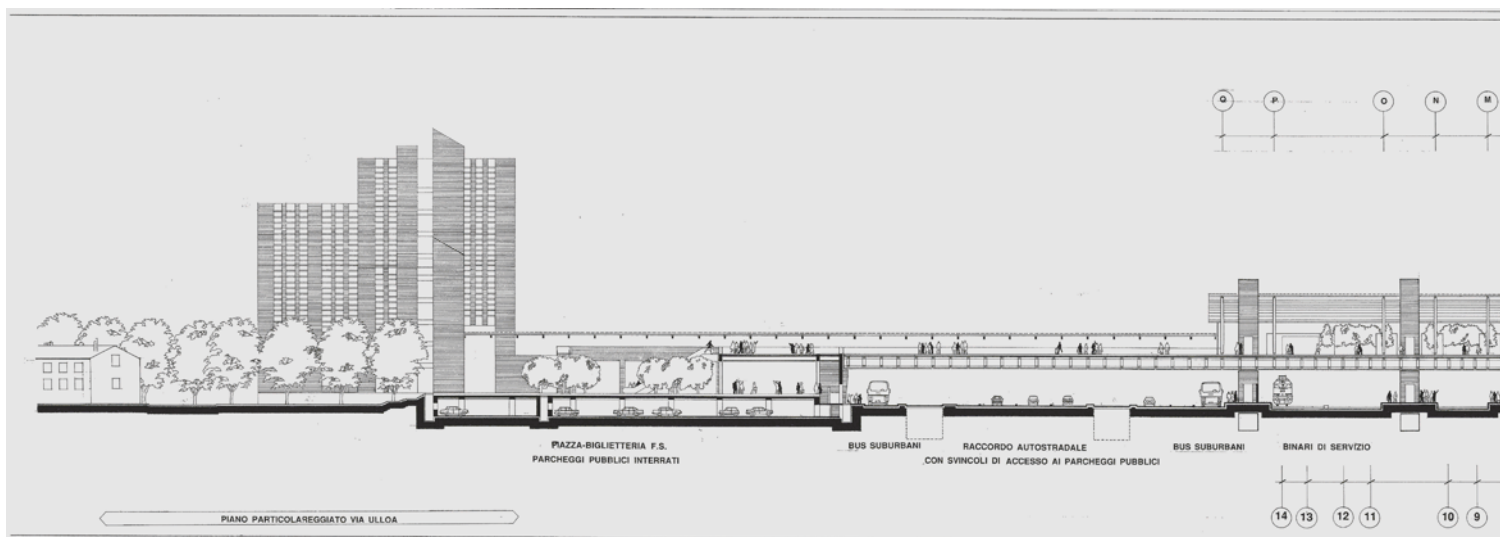 Q P O N M
PIAZZA-BIGLIETTERIA F.S.
PARCHEGGI PUBBLICI INTERRATI
BUS SUBURBANI
RACCORDO AUTOSTRADALE
CON SVINCOLI DI ACCESSO AI PARCHEGGI PUBBLICI
BUS SUBURBANI
BINARI DI SERVIZIO
14 13 12 11 10 9
PIANO PARTICOLAREGGIATO VIA ULLOA